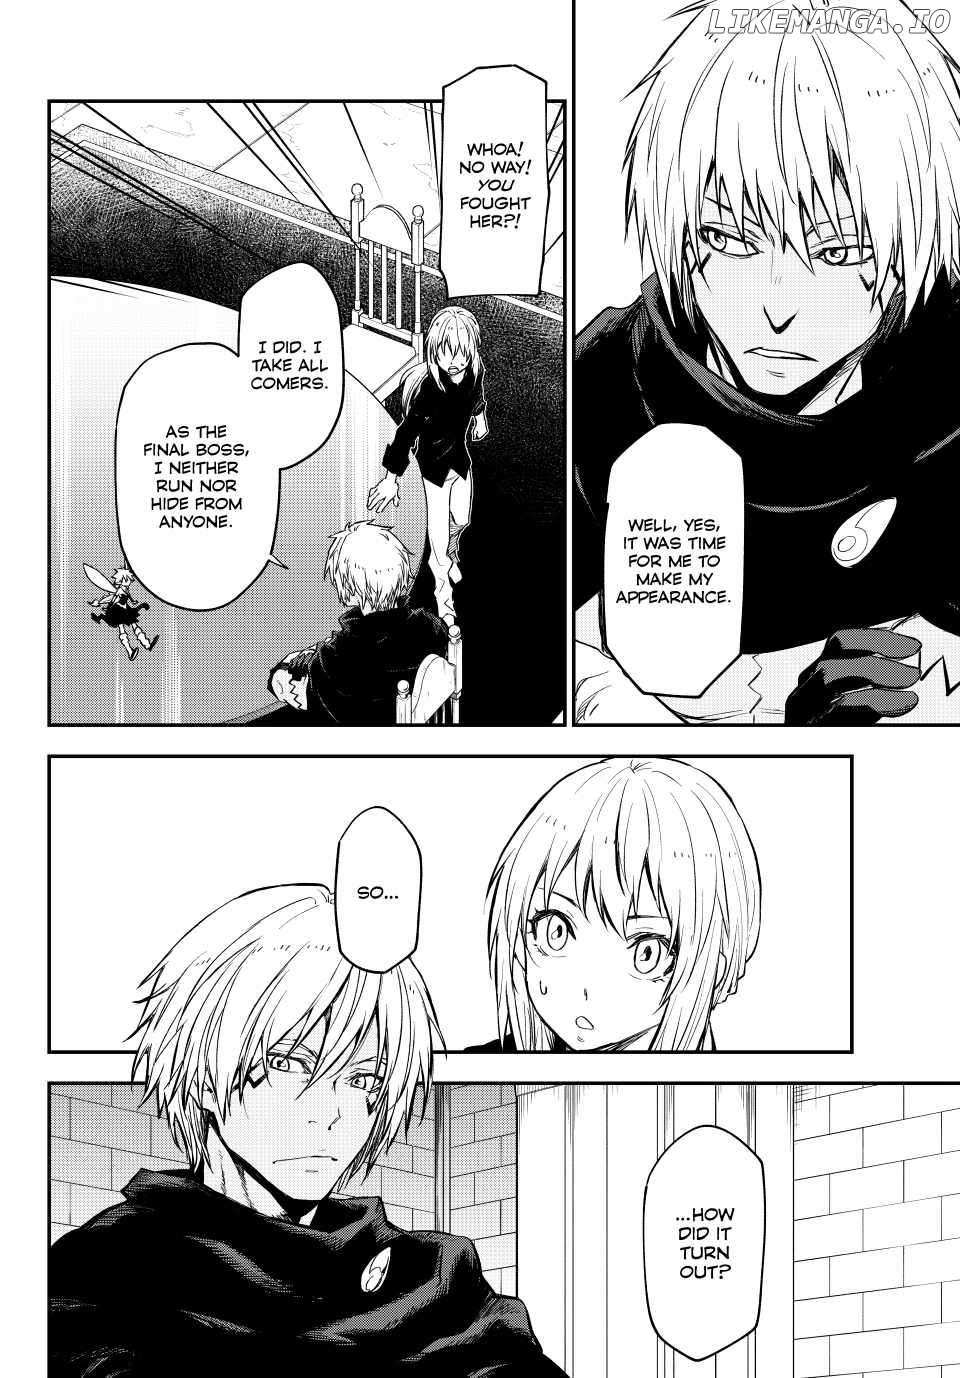 LIKEMANGA.IO
WELL, YES,
IT WAS TIME
FOR ME TO
MAKE MY
APPEARANCE.
WHOA!
NO WAY!
YOU
FOUGHT
HER?!
I DID. I
TAKE ALL
COMERS.
AS THE
FINAL BOSS,
I NEITHER
RUN NOR
HIDE FROM
ANYONE.
SO...
...HOW
DID IT
TURN
OUT?